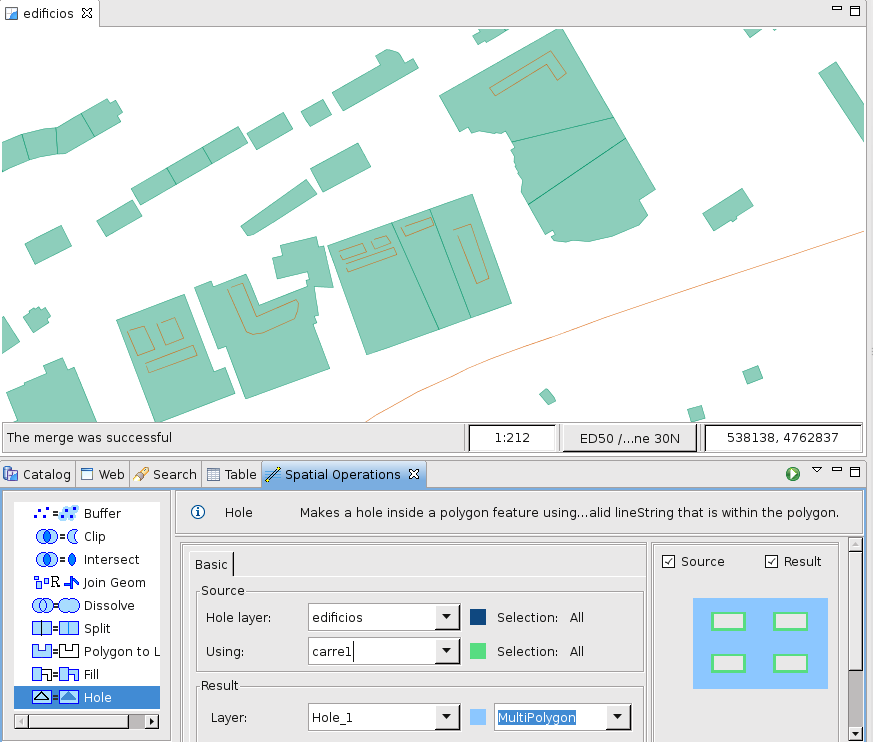 edificios
The merge was successful
1:212
ED50 /...ne 30N
538138, 4762837
Catalog
Web
Search
Table
Spatial Operations
Buffer
Clip
Intersect
Join Geom
Dissolve
Split
Polygon to L
Fill
Hole
Hole
Makes a hole inside a polygon feature using...alid lineString that is within the polygon.
Basic
Source
Hole layer:
edificios
Selection: All
Using:
carre1
Selection: All
Result
Layer:
Hole_1
MultiPolygon
Source
Result